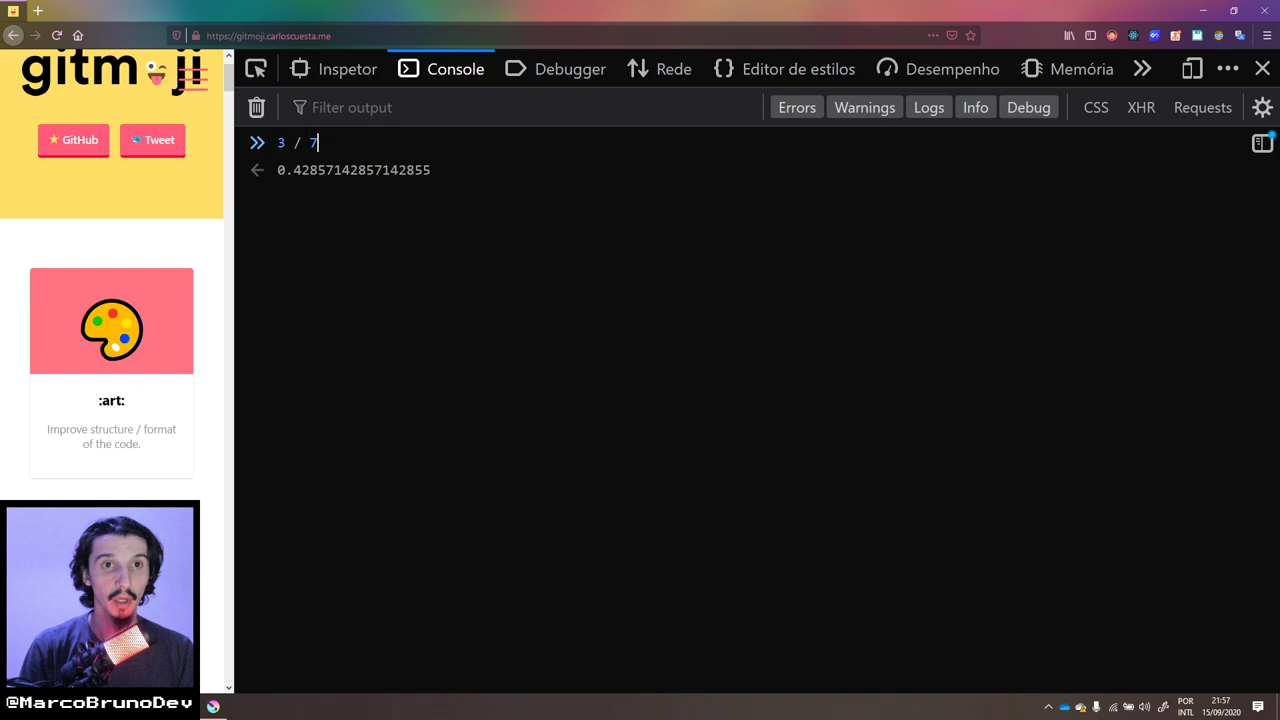 https://gitmoji.carloscuesta.me
gitm ji
GitHub
Tweet
:art:
Improve structure / format
of the code.
@MarcoBrunoDev
Inspetor
Console
Debugger
Rede
Editor de estilos
Desempenho
Memória
Filter output
Errors
Warnings
Logs
Info
Debug
CSS
XHR
Requests
3 / 7
0.42857142857142855
POR
INTL
21:57
15/09/2020